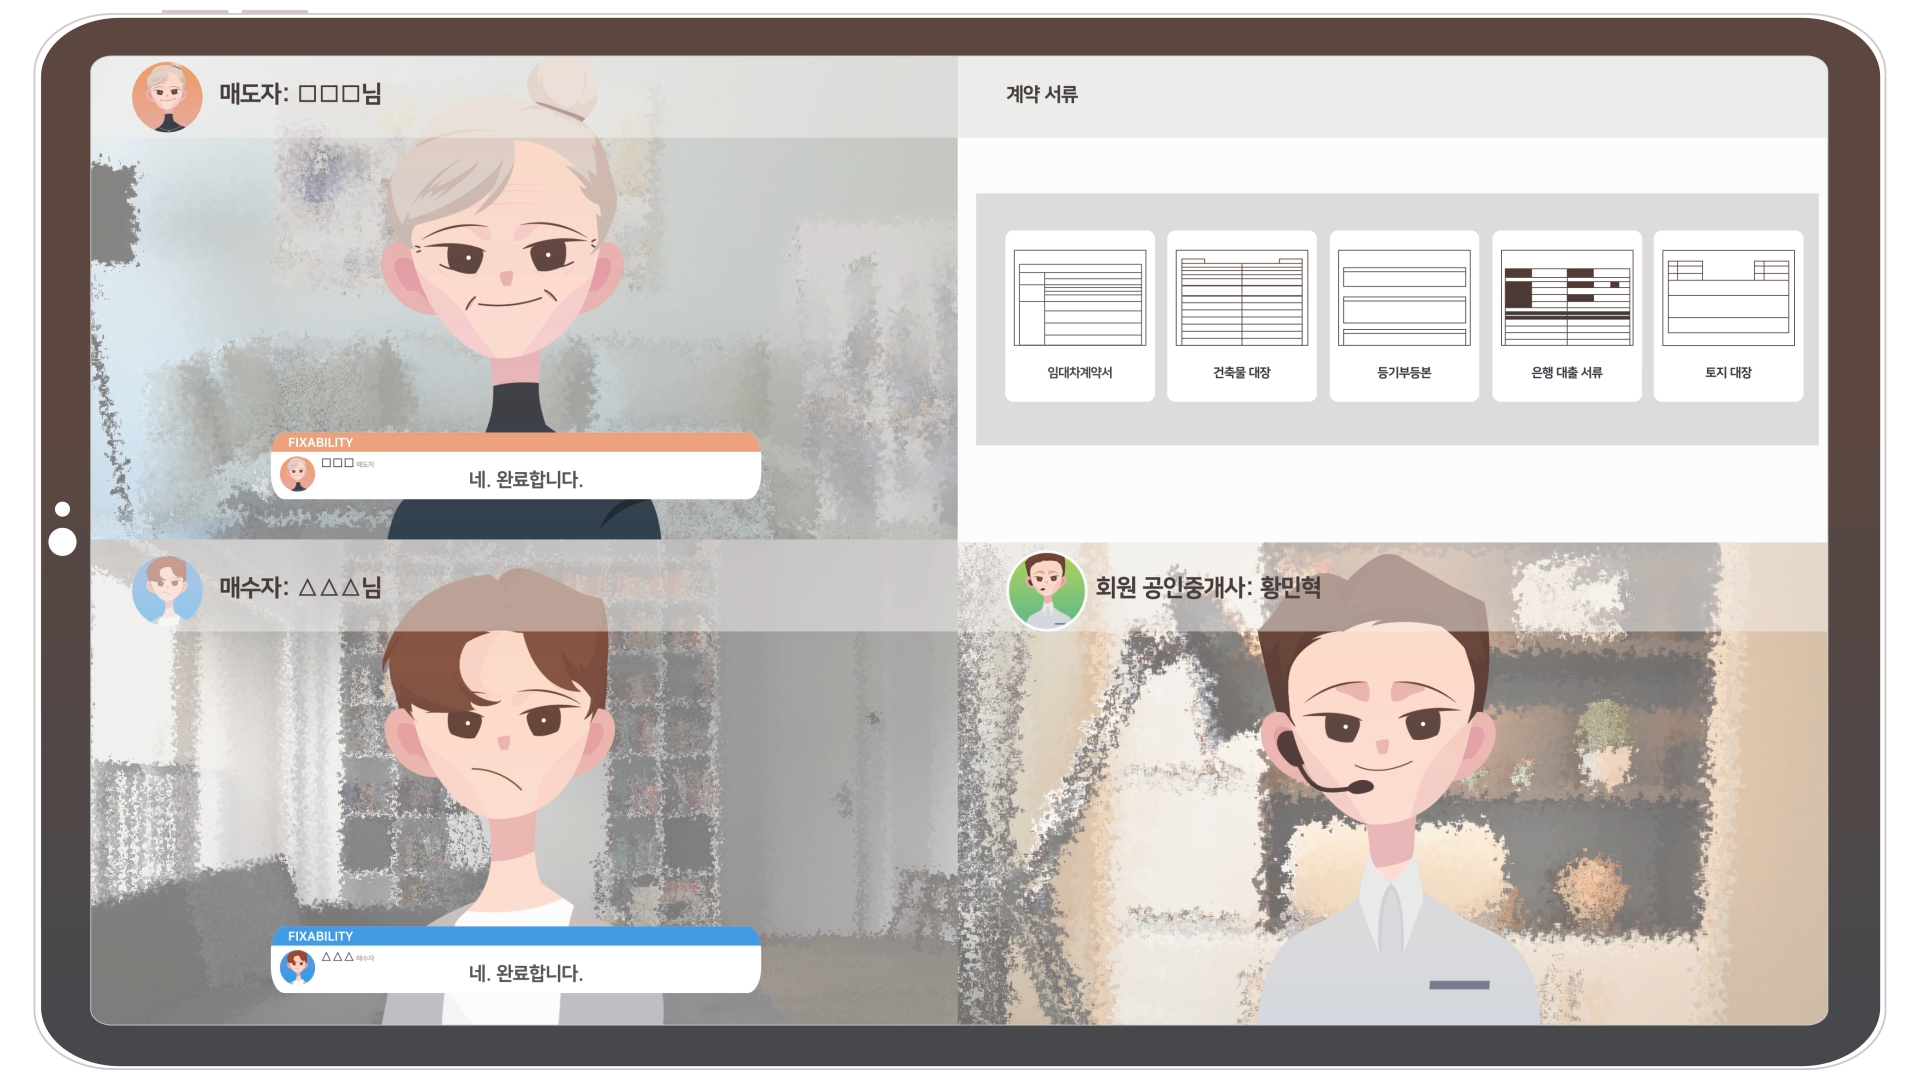 매도자: □□□님
FIXABILITY
□□□ 매도자
네. 완료합니다.
계약 서류
임대차계약서
건축물 대장
등기부등본
은행 대출 서류
토지 대장
매수자: △△△님
FIXABILITY
△△△ 매수자
네. 완료합니다.
회원 공인중개사: 황민혁